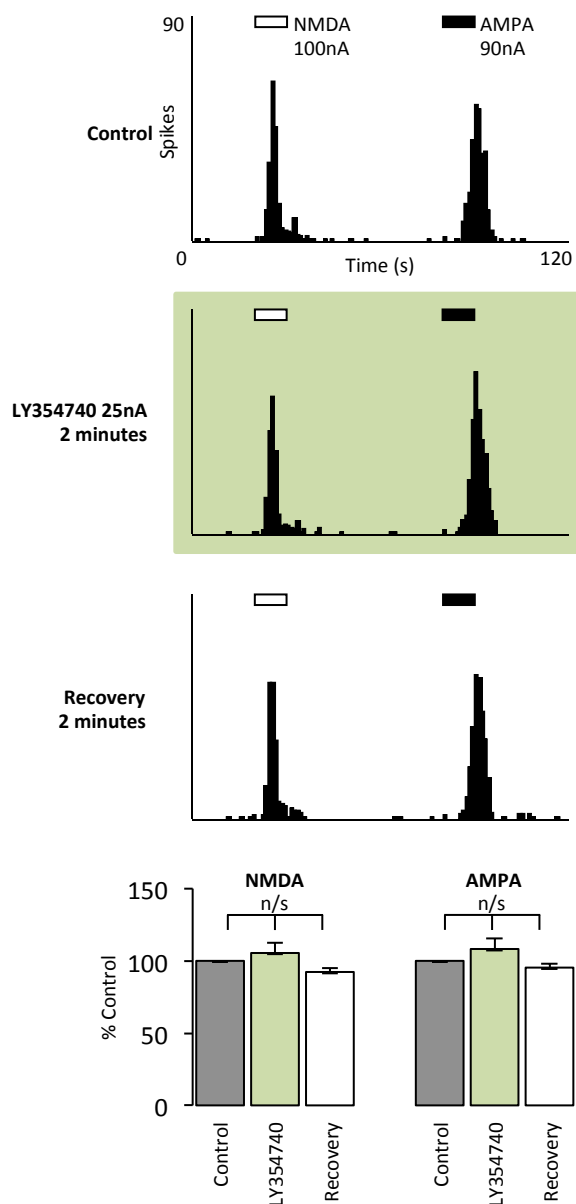 90
NMDA
100nA
AMPA
90nA
Control
Spikes
0
Time (s)
120
LY354740 25nA
2 minutes
Recovery
2 minutes
NMDA
AMPA
n/s
n/s
150
100
50
0
% Control
Control
LY354740
Recovery
Control
LY354740
Recovery